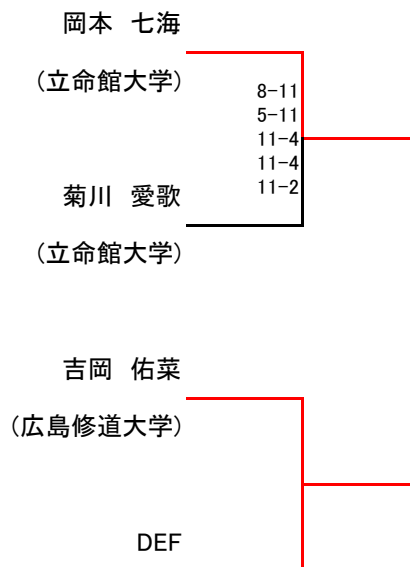 岡本　七海
(立命館大学)
8-11
5-11
11-4
11-4
11-2
菊川　愛歌
(立命館大学)
吉岡　佑菜
(広島修道大学)
DEF